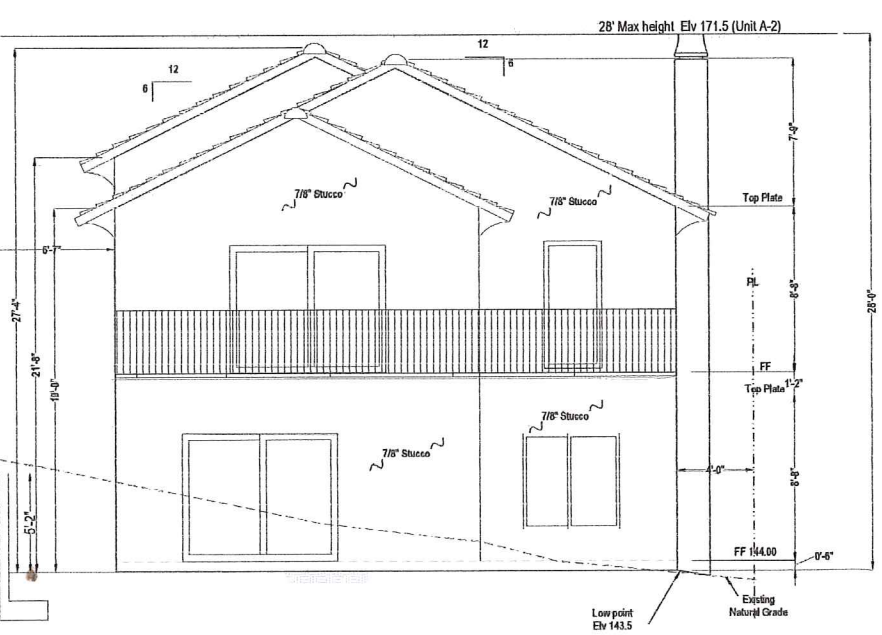 28' Max height Elv 171.5 (Unit A-2)
12
6
12
6
7'-9"
7/8" Stucco
7/8" Stucco
Top Plate
6'-7"
PL
27'-4"
8'-8"
28'-0"
21'-8"
FF
19'-0"
Top Plate
1'-2"
7/8" Stucco
7/8" Stucco
4'-0"
8'-8"
5'-2"
FF 144.00
0'-6"
Existing
Natural Grade
Low point
Elv 143.5